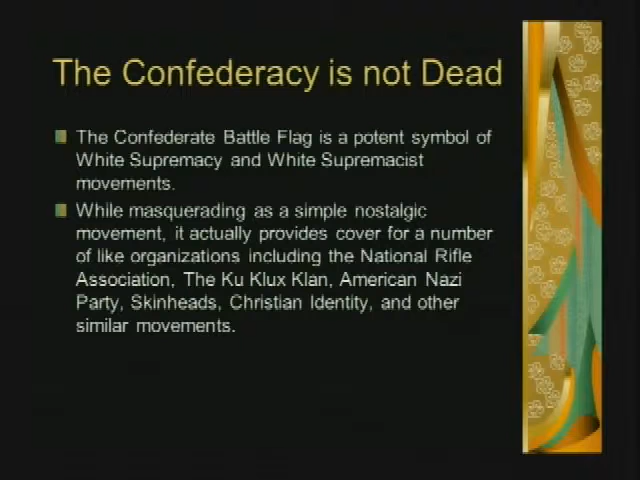 The Confederacy is not Dead
The Confederate Battle Flag is a potent symbol of
White Supremacy and White Supremacist
movements.
While masquerading as a simple nostalgic
movement, it actually provides cover for a number
of like organizations including the National Rifle
Association, The Ku Klux Klan, American Nazi
Party, Skinheads, Christian Identity, and other
similar movements.